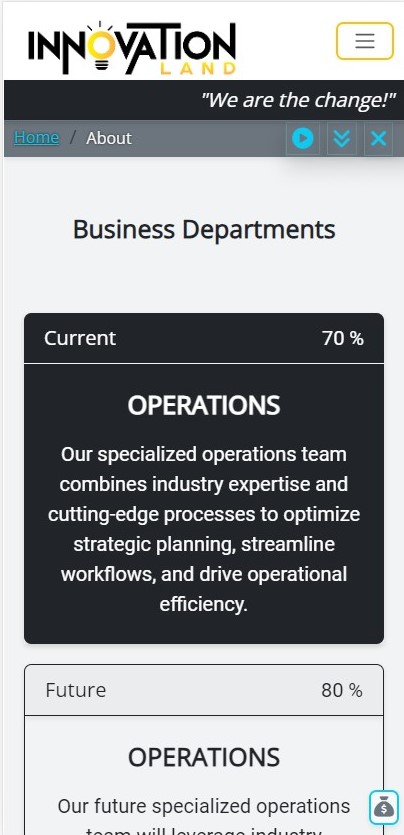 INNOVATION
LAND
"We are the change!"
Home / About
Business Departments
Current 70 %
OPERATIONS
Our specialized operations team
combines industry expertise and
cutting-edge processes to optimize
strategic planning, streamline
workflows, and drive operational
efficiency.
Future 80 %
OPERATIONS
Our future specialized operations
team will leverage industry